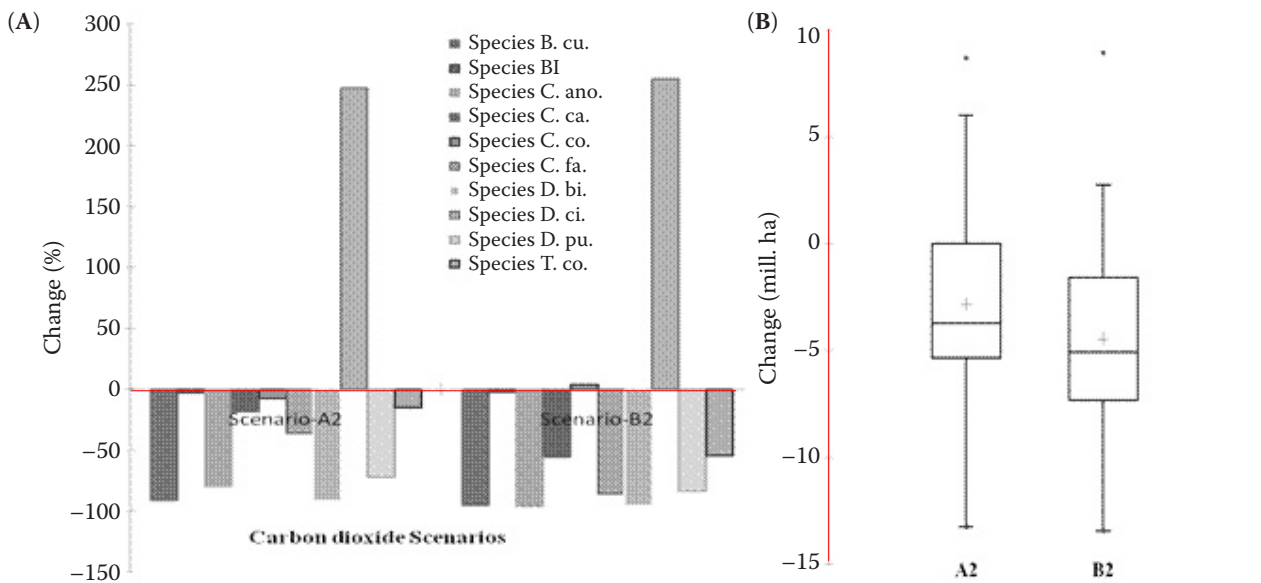 (A)
Change (%)
300
250
200
150
100
50
0
−50
−100
−150
Species B. cu.
Species BI
Species C. ano.
Species C. ca.
Species C. co.
Species C. fa.
Species D. bi.
Species D. ci.
Species D. pu.
Species T. co.
Scenario-A2
Scenario-B2
Carbon dioxide Scenarios
(B)
Change (mill. ha)
10
5
0
−5
−10
−15
A2
B2